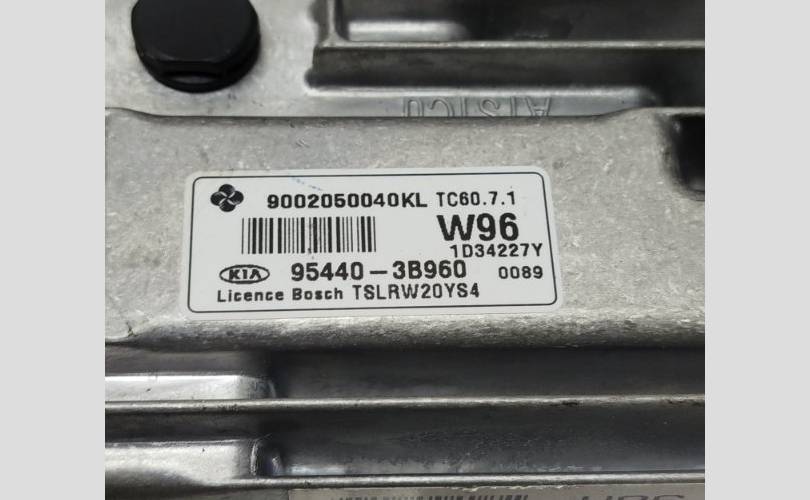 9002050040KL TC60.7.1
W96
1D34227Y
KIA 95440-3B960 0089
Licence Bosch TSLRW20YS4